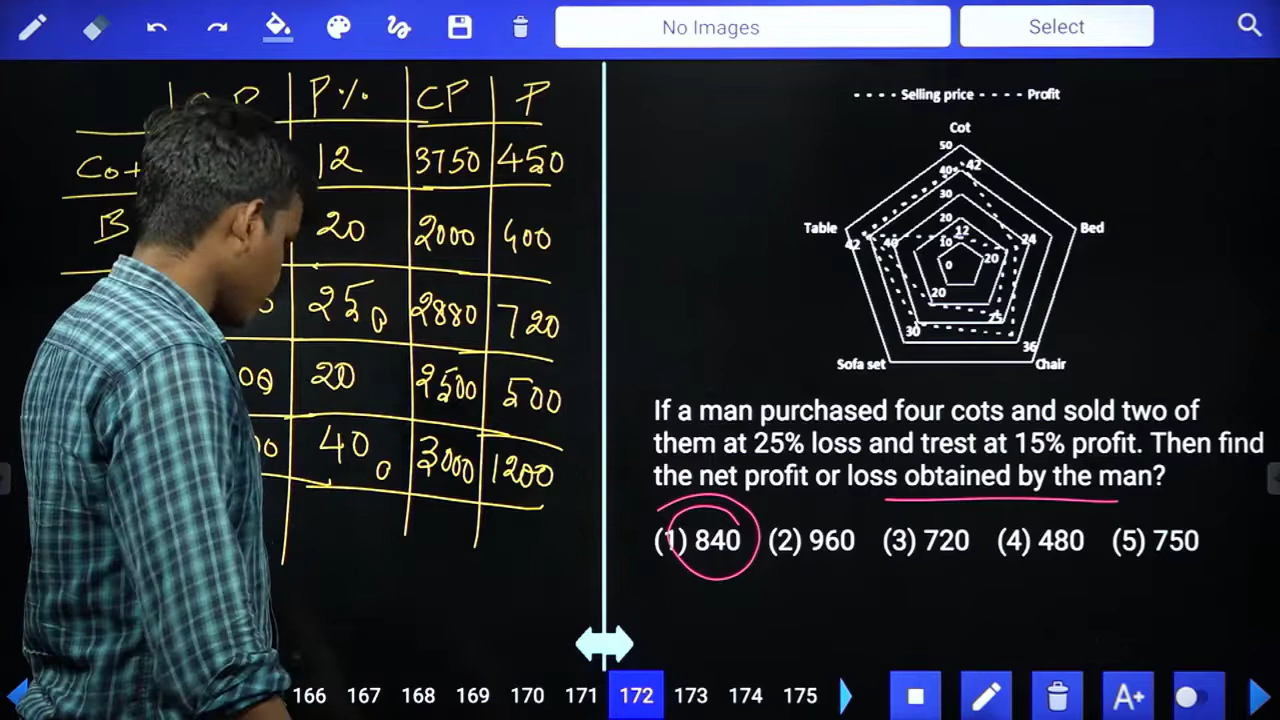 No Images
Select
P% CP P
Cot 12 3750 450
B 20 2000 400
25 2880 720
20 2500 500
40 3000 1200
Selling price Profit
Cot
50
40 42
30
20
12
10
Table Bed
42 40 24
0 20
20
25
30
36
Sofa set Chair
If a man purchased four cots and sold two of
them at 25% loss and trest at 15% profit. Then find
the net profit or loss obtained by the man?
(1) 840 (2) 960 (3) 720 (4) 480 (5) 750
166 167 168 169 170 171 172 173 174 175
A+